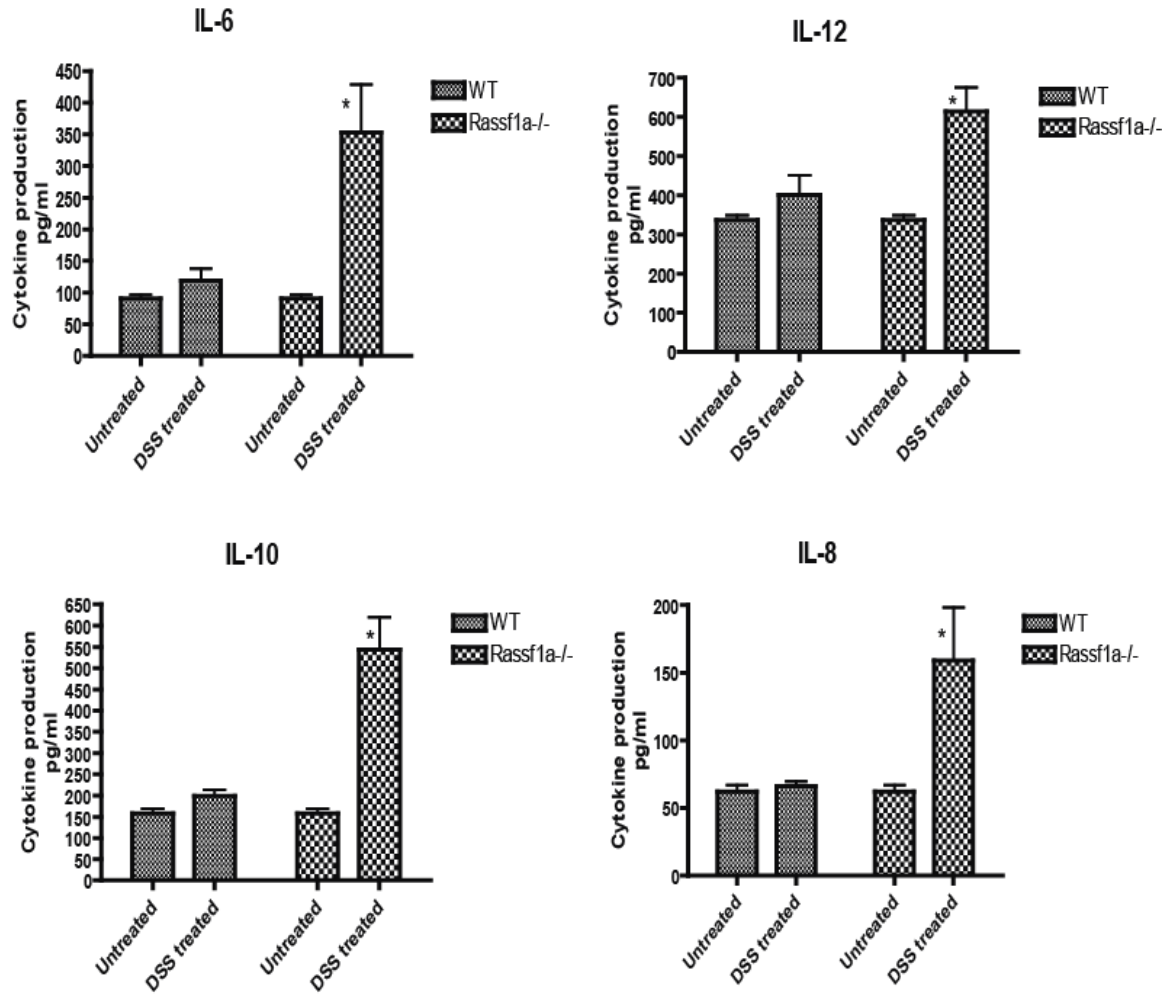 IL-6
Cytokine production
pg/ml
450
400
350
300
250
200
150
100
50
0
*
WT
Rassf1a-/-
Untreated
DSS treated
Untreated
DSS treated
IL-12
Cytokine production
pg/ml
700
600
500
400
300
200
100
0
*
WT
Rassf1a-/-
Untreated
DSS treated
Untreated
DSS treated
IL-10
Cytokine production
pg/ml
650
600
550
500
450
400
350
300
250
200
150
100
50
0
*
WT
Rassf1a-/-
Untreated
DSS treated
Untreated
DSS treated
IL-8
Cytokine production
pg/ml
200
150
100
50
0
*
WT
Rassf1a-/-
Untreated
DSS treated
Untreated
DSS treated